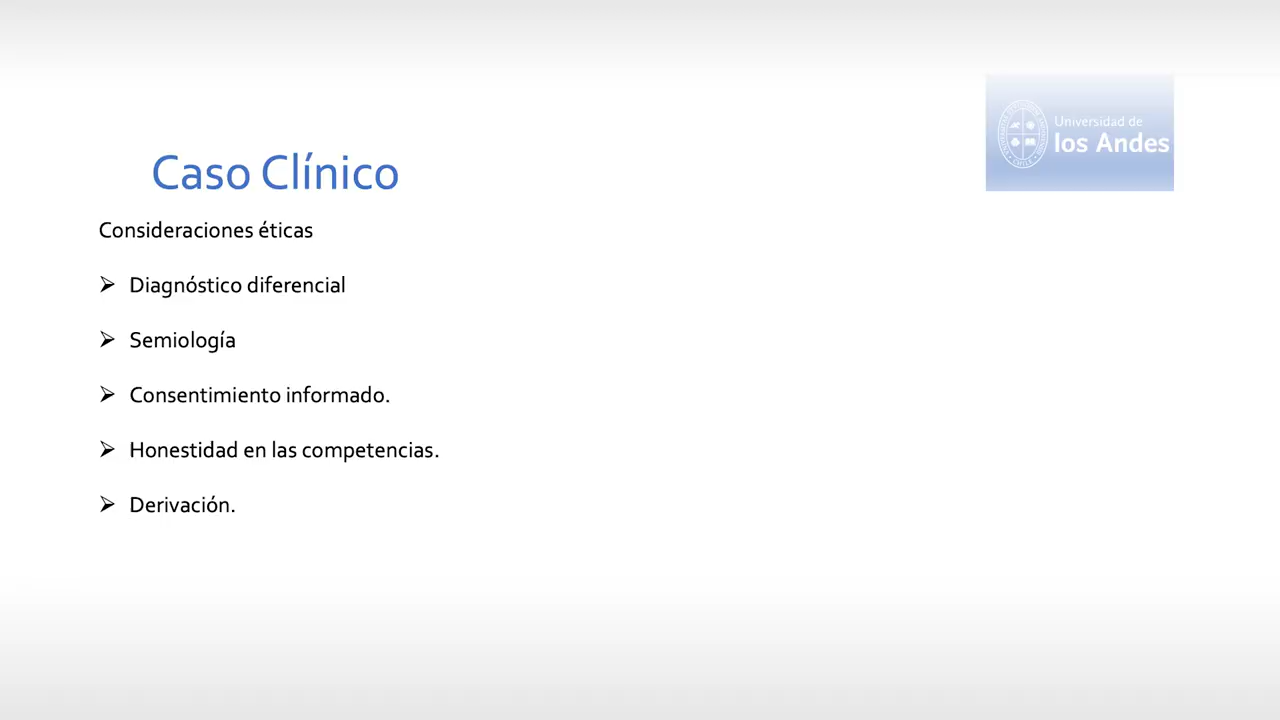 Universidad de
los Andes
Caso Clínico
Consideraciones éticas
➢ Diagnóstico diferencial
➢ Semiología
➢ Consentimiento informado.
➢ Honestidad en las competencias.
➢ Derivación.